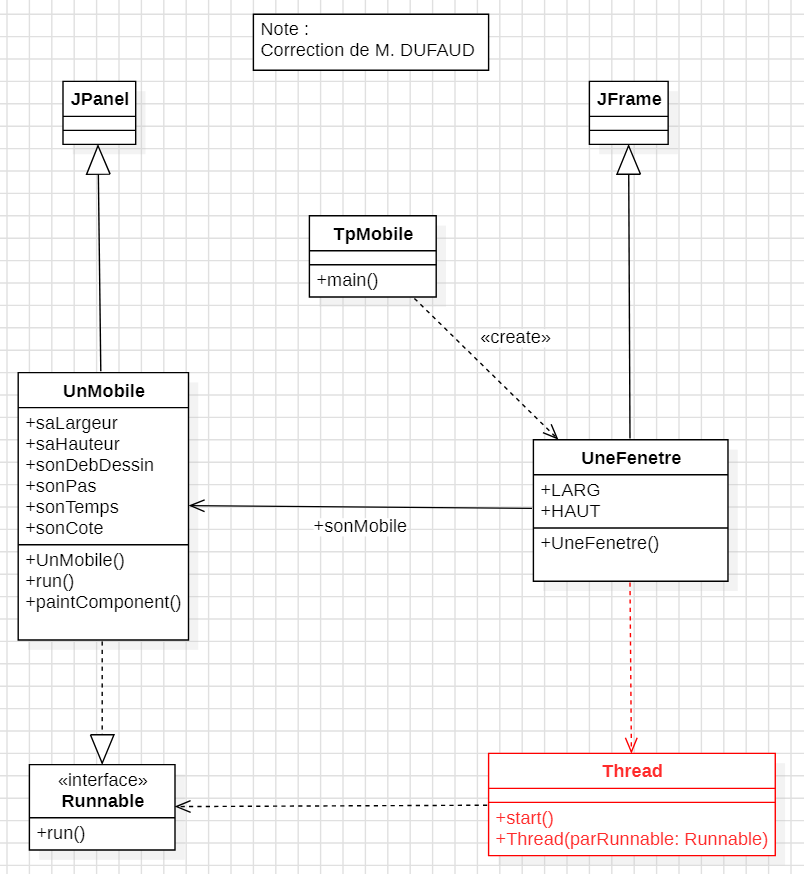 Note :
Correction de M. DUFAUD
JPanel
JFrame
TpMobile
+main()
«create»
UnMobile
+saLargeur
+saHauteur
+sonDebDessin
+sonPas
+sonTemps
+sonCote
+UnMobile()
+run()
+paintComponent()
+sonMobile
UneFenetre
+LARG
+HAUT
+UneFenetre()
«interface»
Runnable
+run()
Thread
+start()
+Thread(parRunnable: Runnable)